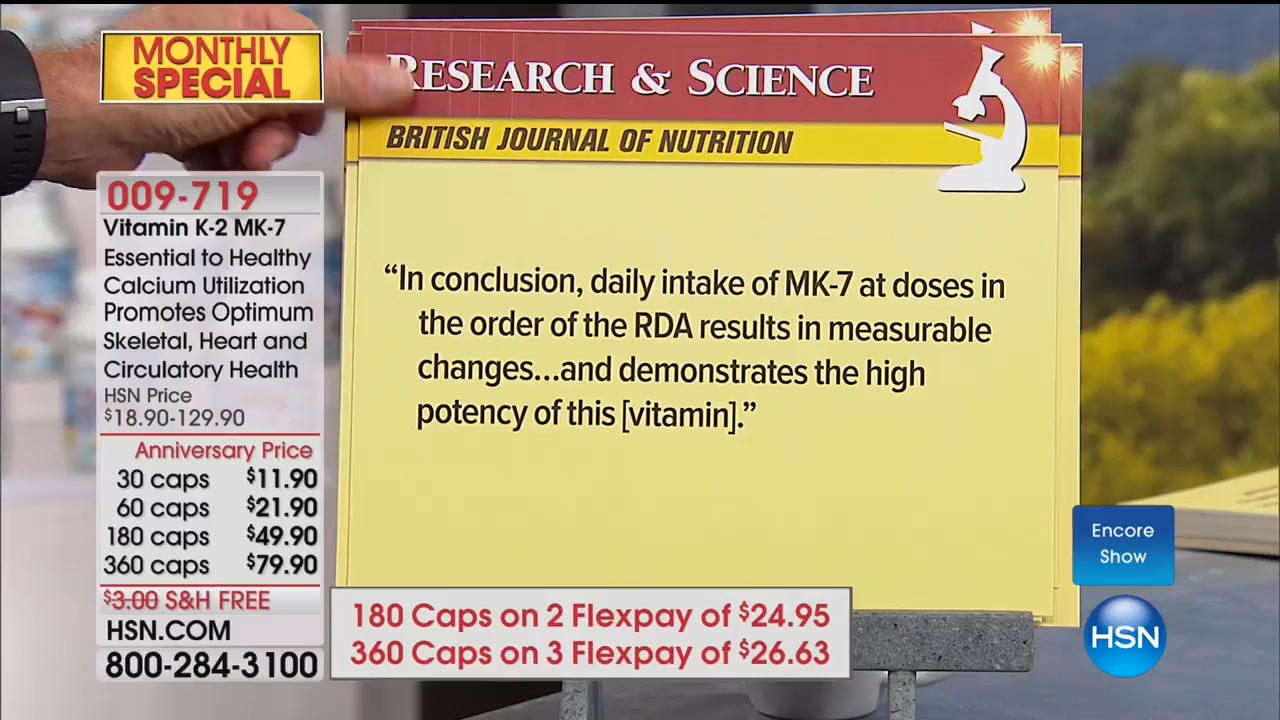 MONTHLY
SPECIAL
009-719
Vitamin K-2 MK-7
Essential to Healthy
Calcium Utilization
Promotes Optimum
Skeletal, Heart and
Circulatory Health
HSN Price
$18.90-129.90
Anniversary Price
30 caps $11.90
60 caps $21.90
180 caps $49.90
360 caps $79.90
$3.00 S&H FREE
HSN.COM
800-284-3100
RESEARCH & SCIENCE
BRITISH JOURNAL OF NUTRITION
“In conclusion, daily intake of MK-7 at doses in
the order of the RDA results in measurable
changes...and demonstrates the high
potency of this [vitamin].”
180 Caps on 2 Flexpay of $24.95
360 Caps on 3 Flexpay of $26.63
Encore
Show
HSN